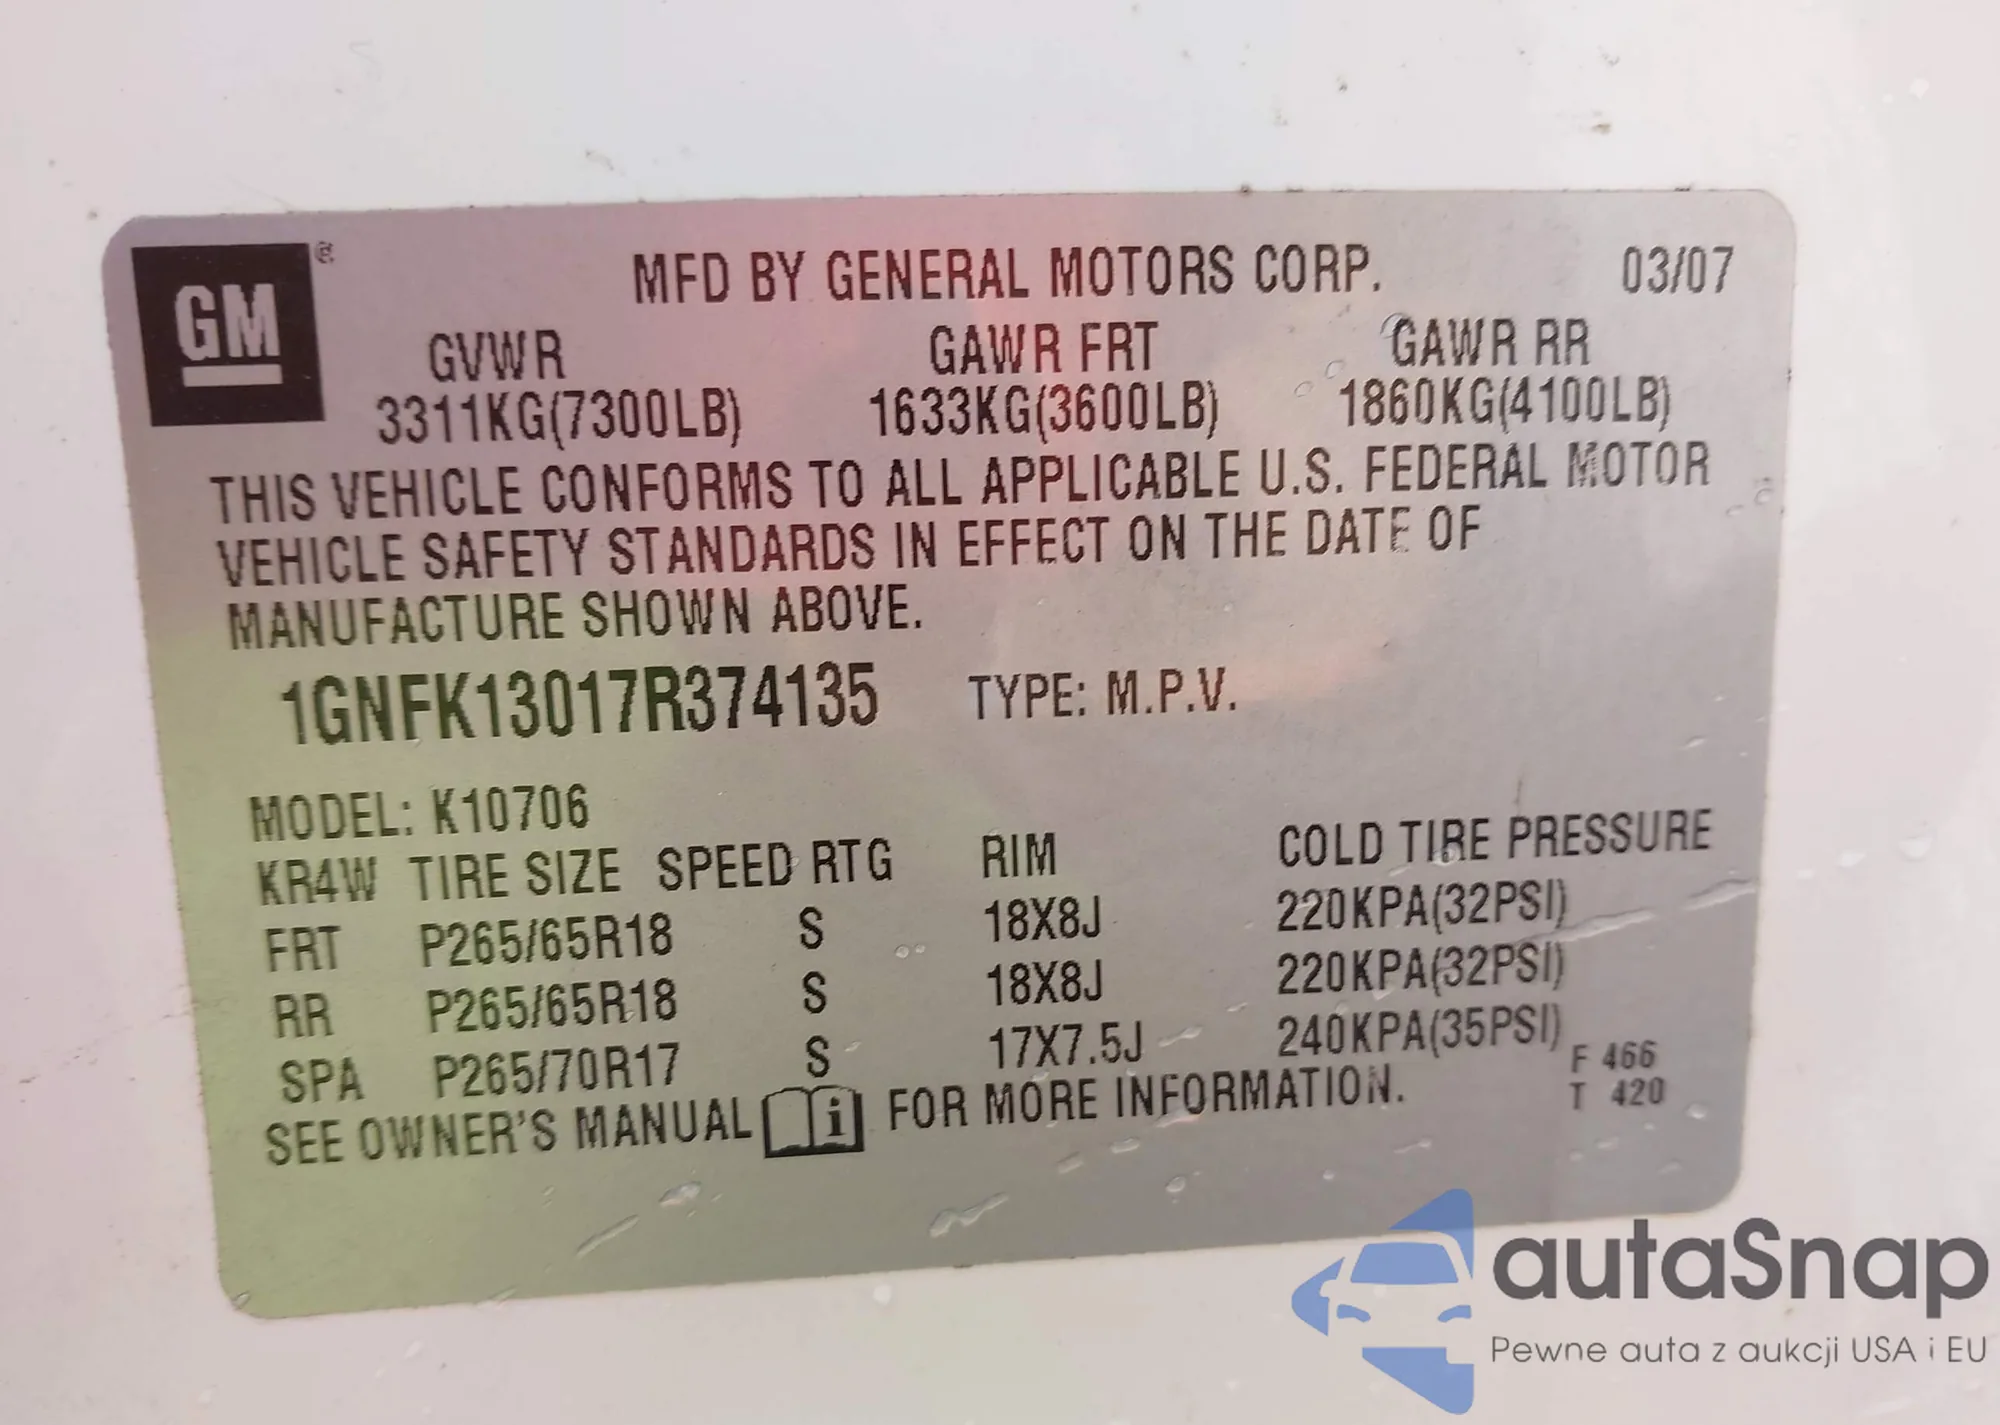 GM ®
MFD BY GENERAL MOTORS CORP. 03/07
GVWR GAWR FRT GAWR RR
3311KG(7300LB) 1633KG(3600LB) 1860KG(4100LB)
THIS VEHICLE CONFORMS TO ALL APPLICABLE U.S. FEDERAL MOTOR
VEHICLE SAFETY STANDARDS IN EFFECT ON THE DATE OF
MANUFACTURE SHOWN ABOVE.
1GNFK13017R374135 TYPE: M.P.V.
MODEL: K10706
KR4W TIRE SIZE SPEED RTG RIM COLD TIRE PRESSURE
FRT P265/65R18 S 18X8J 220KPA(32PSI)
RR P265/65R18 S 18X8J 220KPA(32PSI)
SPA P265/70R17 S 17X7.5J 240KPA(35PSI)
SEE OWNER'S MANUAL i FOR MORE INFORMATION.
F 466
T 420
autaSnap
Pewne auta z aukcji USA i EU